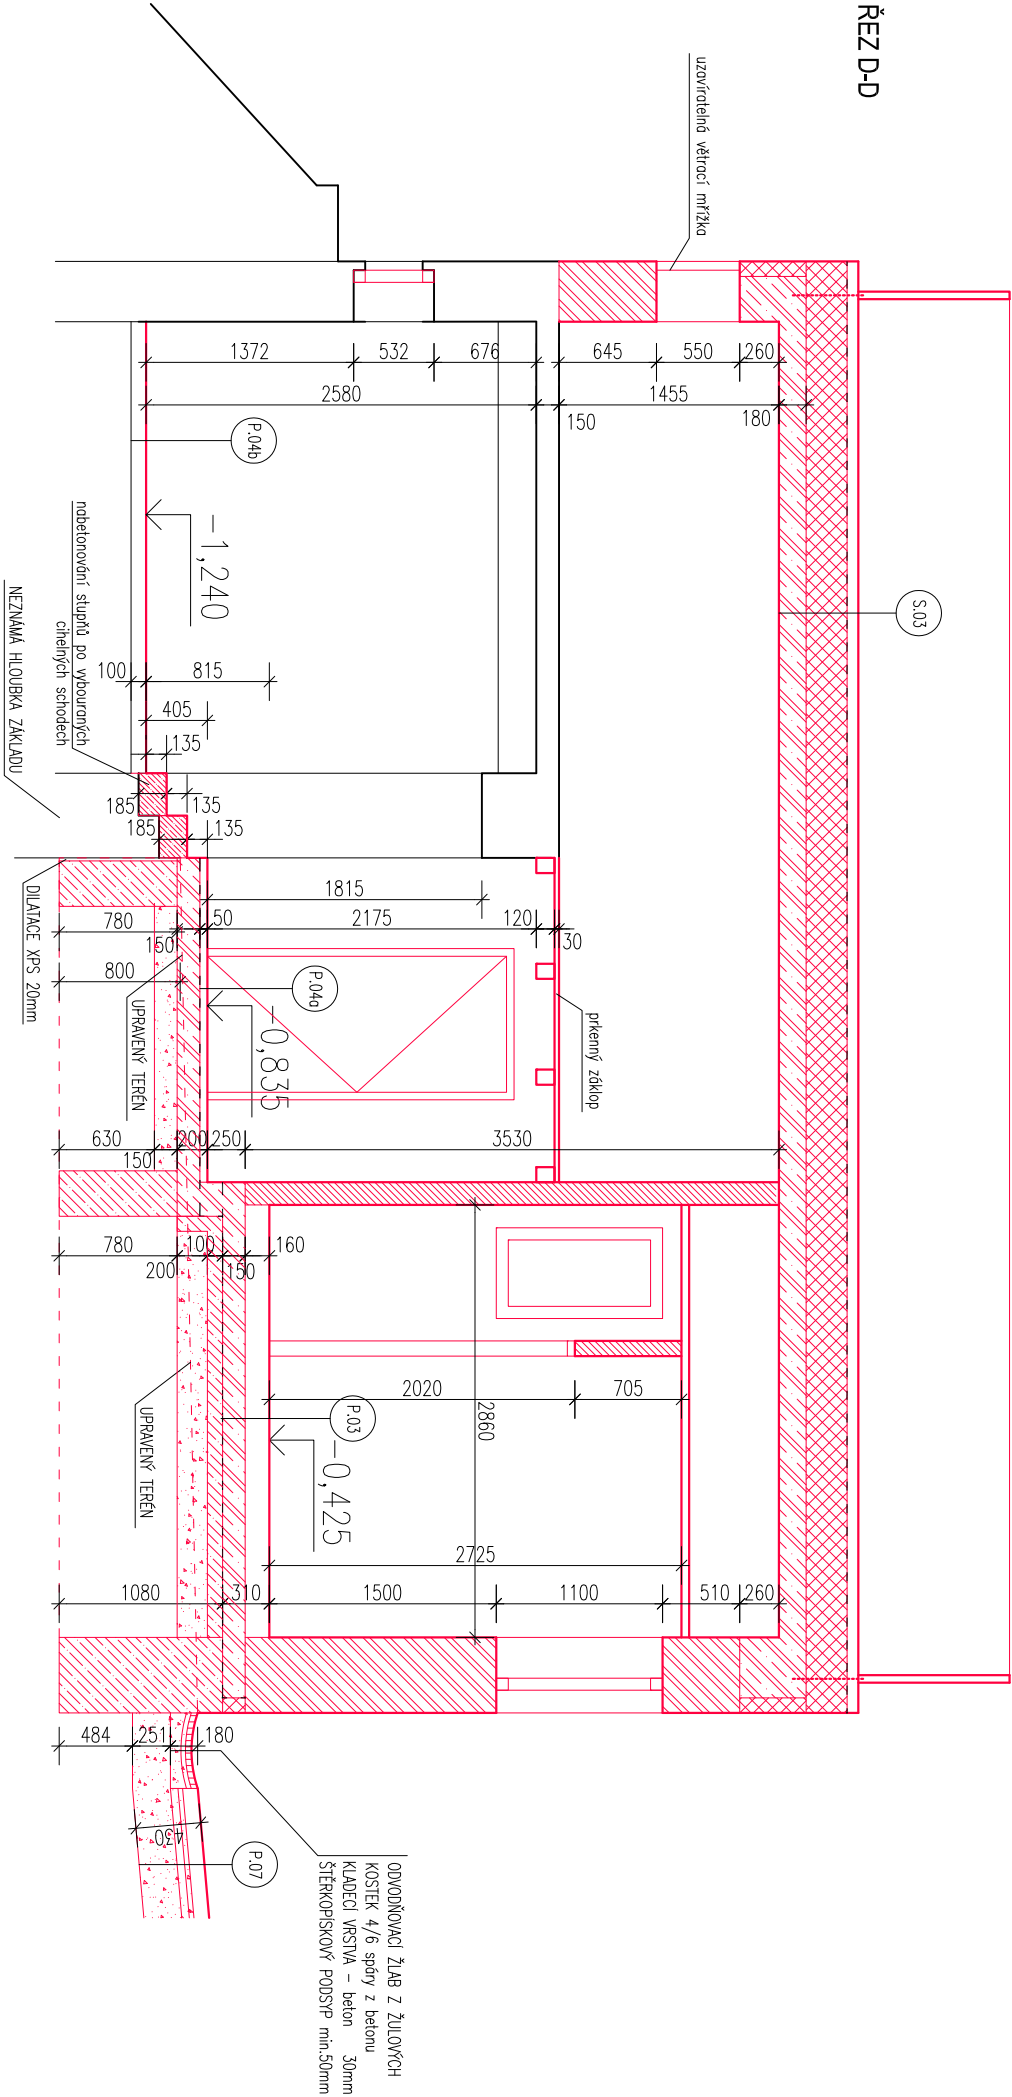 ŘEZ D-D
uzavíratelná větrací mřížka
S.03
1372
532
676
645
550
260
2580
150
1455
180
P.04b
-1,240
nabetonování stupňů po vybouraných
cihelných schodech
NEZNÁMÁ HLOUBKA ZÁKLADU
100
815
405
135
185
135
185
135
DILATACE XPS 20mm
1815
780
150
50
2175
120
30
800
P.04a
UPRAVENÝ TERÉN
-0,835
prkenný záklop
630
150
200
250
3530
780
200
100
150
160
2020
705
2860
P.03
-0,425
UPRAVENÝ TERÉN
2725
1080
310
1500
1100
510
260
484
251
180
430
P.07
ODVODŇOVACÍ ŽLAB Z ŽULOVÝCH
KOSTEK 4/6 spáry z betonu
KLADECÍ VRSTVA - beton 30mm
ŠTĚRKOPÍSKOVÝ PODSYP min.50mm